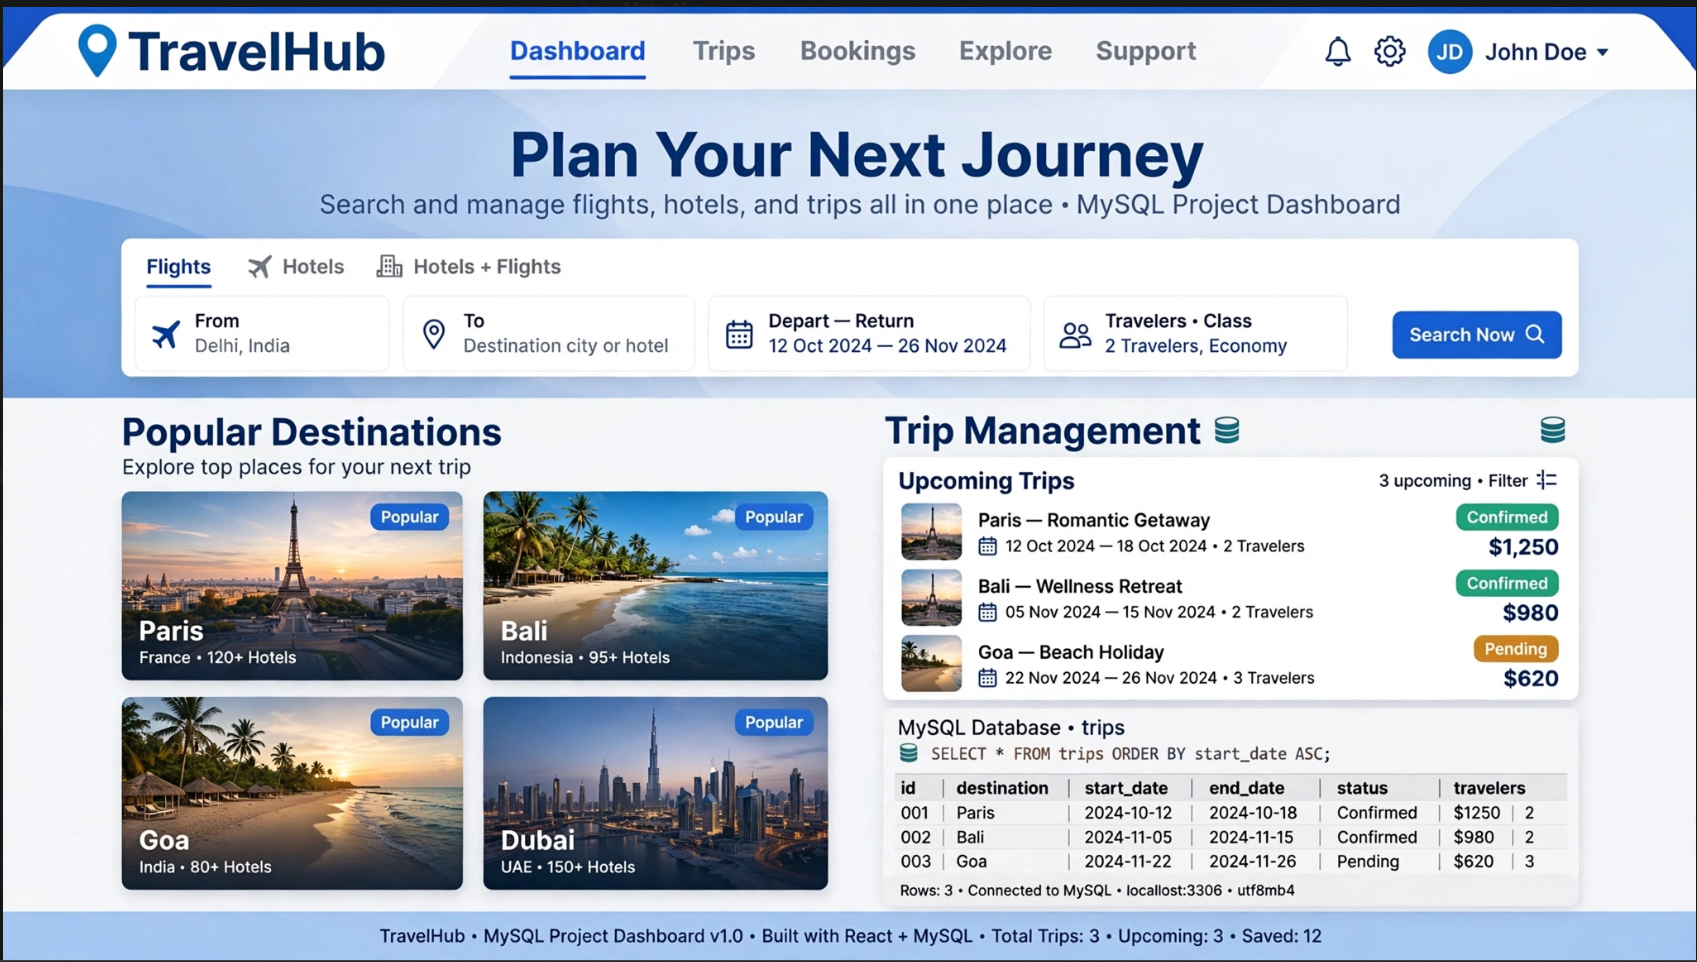 TravelHub
Dashboard Trips Bookings Explore Support
JD John Doe
Plan Your Next Journey
Search and manage flights, hotels, and trips all in one place • MySQL Project Dashboard
Flights Hotels Hotels + Flights
From
Delhi, India
To
Destination city or hotel
Depart — Return
12 Oct 2024 — 26 Nov 2024
Travelers • Class
2 Travelers, Economy
Search Now
Popular Destinations
Explore top places for your next trip
Popular
Paris
France • 120+ Hotels
Popular
Bali
Indonesia • 95+ Hotels
Popular
Goa
India • 80+ Hotels
Popular
Dubai
UAE • 150+ Hotels
Trip Management
Upcoming Trips
3 upcoming • Filter
Paris — Romantic Getaway
12 Oct 2024 — 18 Oct 2024 • 2 Travelers
Confirmed
$1,250
Bali — Wellness Retreat
05 Nov 2024 — 15 Nov 2024 • 2 Travelers
Confirmed
$980
Goa — Beach Holiday
22 Nov 2024 — 26 Nov 2024 • 3 Travelers
Pending
$620
MySQL Database • trips
SELECT * FROM trips ORDER BY start_date ASC;
id | destination | start_date | end_date | status | travelers
001 | Paris | 2024-10-12 | 2024-10-18 | Confirmed | $1250 | 2
002 | Bali | 2024-11-05 | 2024-11-15 | Confirmed | $980 | 2
003 | Goa | 2024-11-22 | 2024-11-26 | Pending | $620 | 3
Rows: 3 • Connected to MySQL • locallost:3306 • utf8mb4
TravelHub • MySQL Project Dashboard v1.0 • Built with React + MySQL • Total Trips: 3 • Upcoming: 3 • Saved: 12